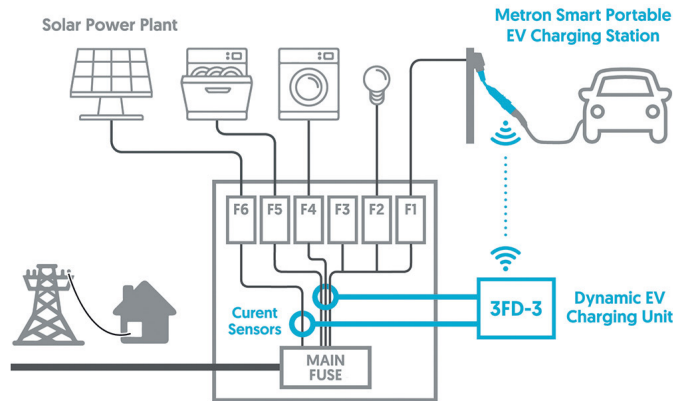 Solar Power Plant
Metron Smart Portable
EV Charging Station
F6
F5
F4
F3
F2
F1
Curent
Sensors
3FD-3
Dynamic EV
Charging Unit
MAIN
FUSE